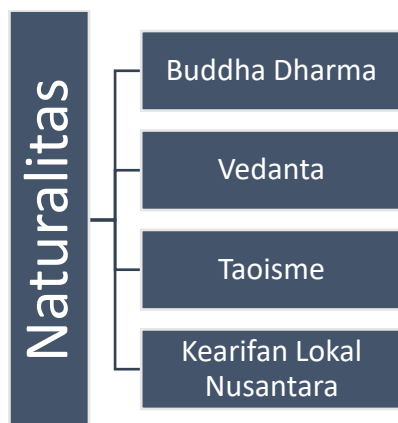 Naturalitas
Buddha Dharma
Vedanta
Taoisme
Kearifan Lokal
Nusantara